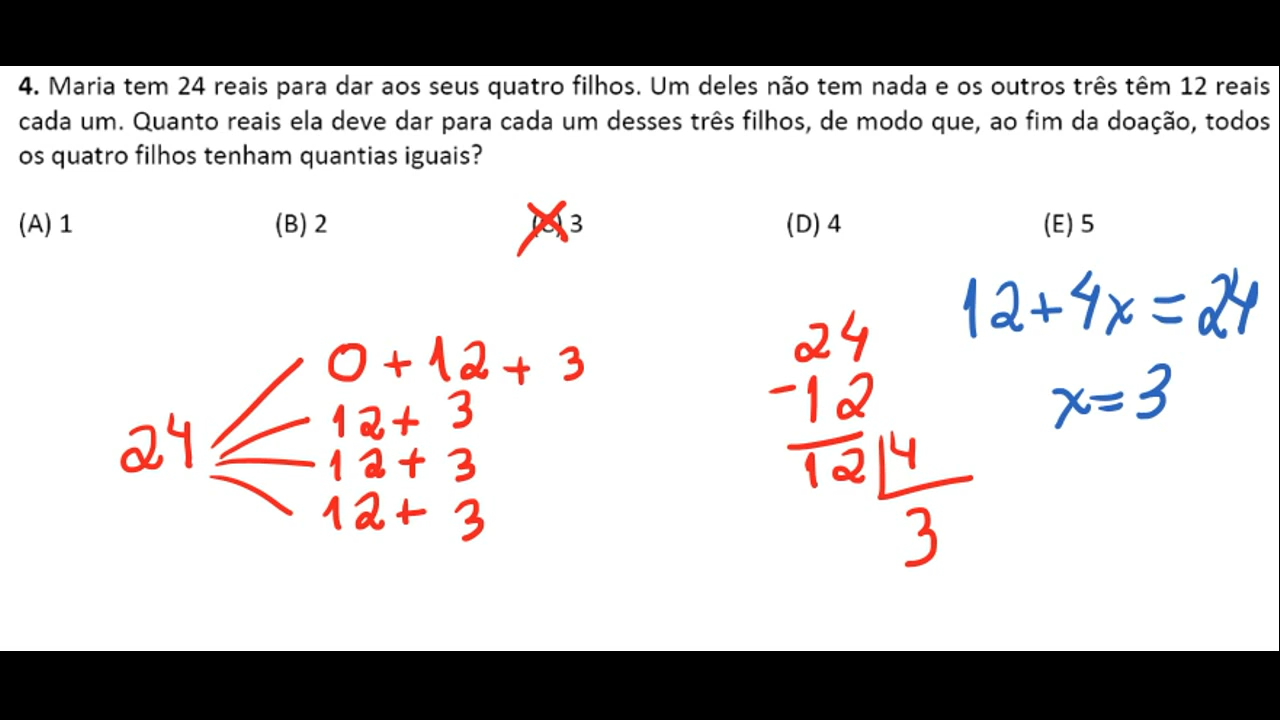 4. Maria tem 24 reais para dar aos seus quatro filhos. Um deles não tem nada e os outros três têm 12 reais
cada um. Quanto reais ela deve dar para cada um desses três filhos, de modo que, ao fim da doação, todos
os quatro filhos tenham quantias iguais?
(A) 1 (B) 2 (C) 3 (D) 4 (E) 5
24
0 + 12 + 3
12 + 3
12 + 3
12 + 3
24
-12
12 4
3
12 + 4x = 24
x = 3